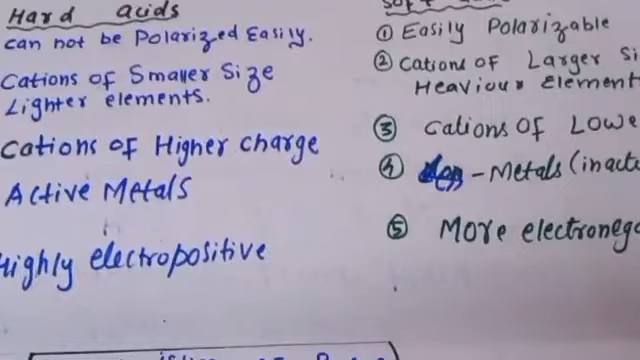 Hard acids
can not be Polarized Easily.
Cations of Smaller Size
Lighter elements.
Cations of Higher charge
Active Metals
Highly electropositive
① Easily Polarizable
② Cations of Larger Si
Heaviour Element
③ Cations OF Lowe
④ - Metals (inact
⑤ More electronega